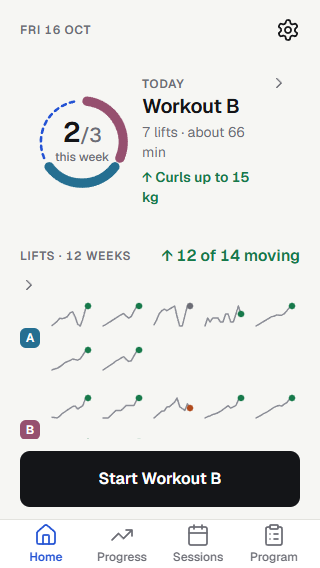 FRI 16 OCT
TODAY
Workout B
7 lifts · about 66
min
↑ Curls up to 15
kg
2/3
this week
LIFTS · 12 WEEKS
↑ 12 of 14 moving
A
B
Start Workout B
Home
Progress
Sessions
Program